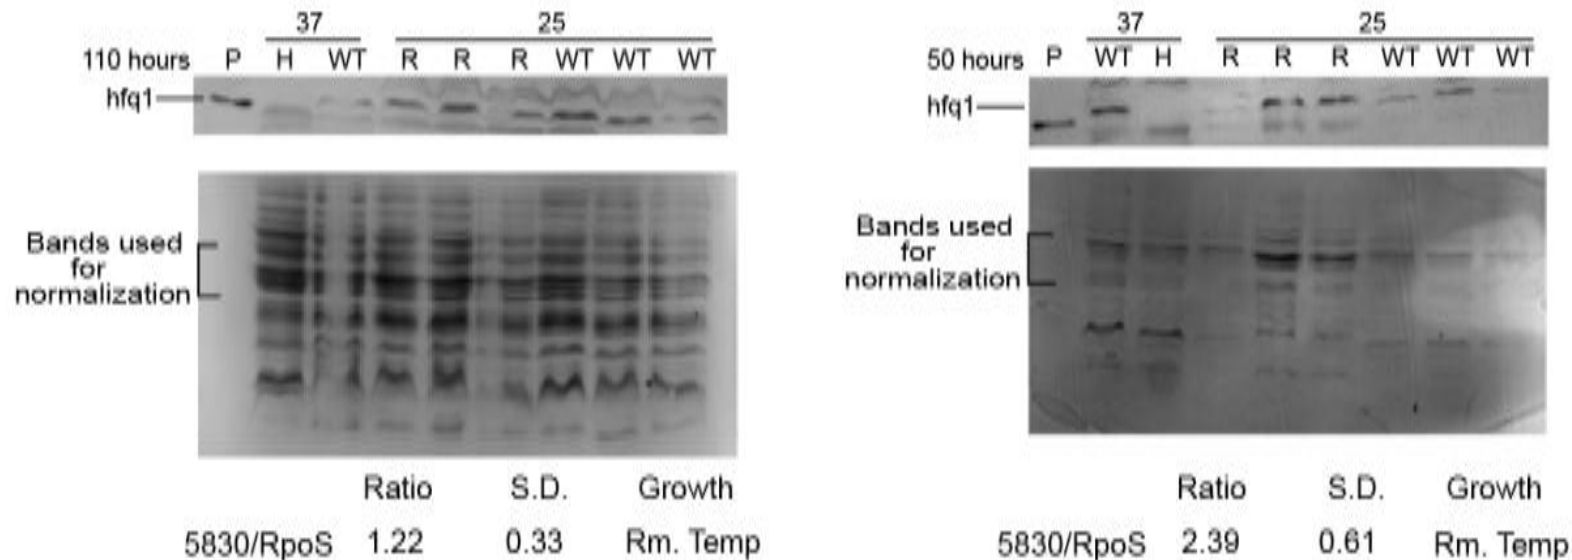 37 25
110 hours P H WT R R R WT WT WT
hfq1
Bands used
for
normalization
Ratio S.D. Growth
5830/RpoS 1.22 0.33 Rm. Temp
37 25
50 hours P WT H R R R WT WT WT
hfq1
Bands used
for
normalization
Ratio S.D. Growth
5830/RpoS 2.39 0.61 Rm. Temp